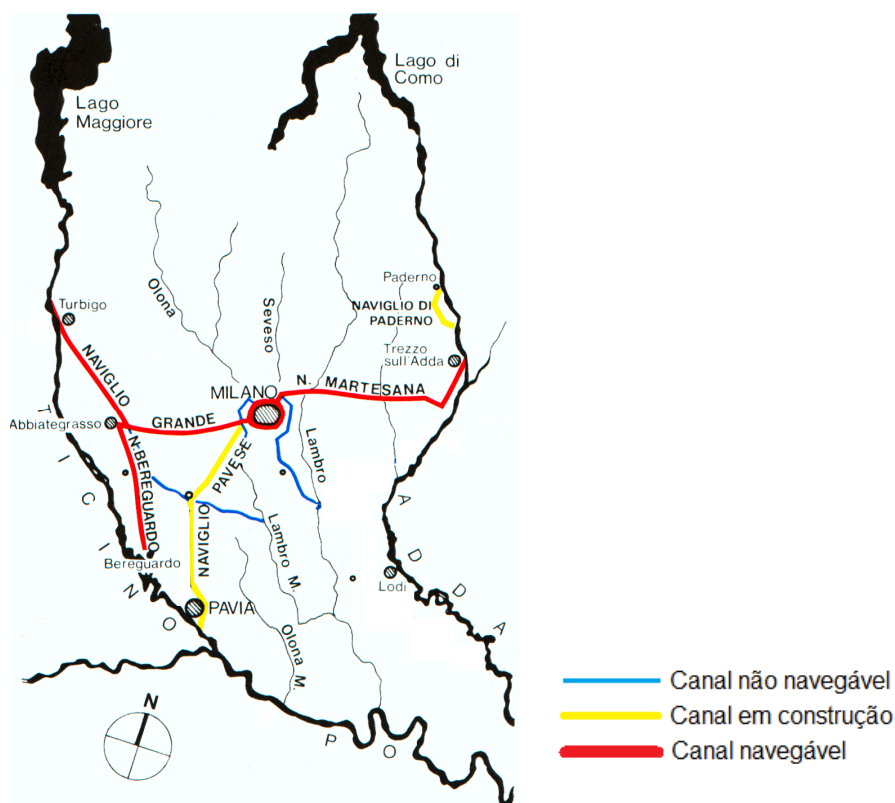 Lago di
Como
Lago
Maggiore
Olona
Seveso
Paderno
NAVIGLIO DI
PADERNO
Turbigo
Trezzo
sull'Adda
NAVIGLIO
MILANO
N. MARTESANA
Abbiategrasso
GRANDE
N. BEREGUARDO
PAVESE
Lambro
TICINO
ADDA
NAVIGLIO
Lambro M.
Bereguardo
Lodi
PAVIA
Olona M.
N
PO
Canal não navegável
Canal em construção
Canal navegável